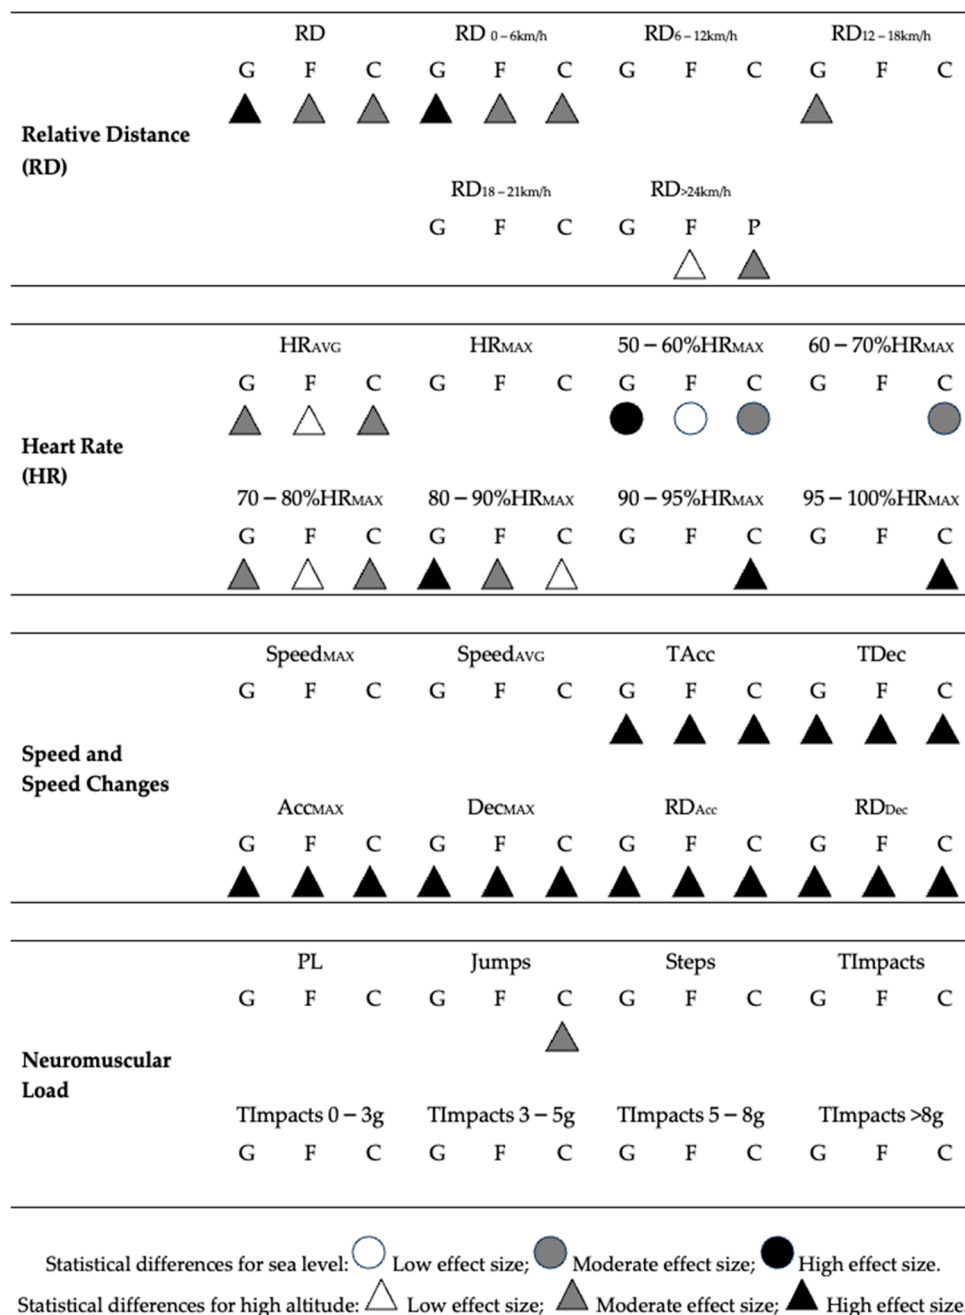 RD RD 0–6km/h RD6–12km/h RD12–18km/h
G F C G F C G F C G F C
Relative Distance
(RD)
RD18–21km/h RD>24km/h
G F C G F P
HRAVG HRMAX 50–60%HRMAX 60–70%HRMAX
G F C G F C G F C G F C
Heart Rate
(HR)
70–80%HRMAX 80–90%HRMAX 90–95%HRMAX 95–100%HRMAX
G F C G F C G F C G F C
SpeedMAX SpeedAVG TAcc TDec
G F C G F C G F C G F C
Speed and
Speed Changes
AccMAX DecMAX RDAcc RDDec
G F C G F C G F C G F C
PL Jumps Steps TImpacts
G F C G F C G F C G F C
Neuromuscular
Load
TImpacts 0–3g TImpacts 3–5g TImpacts 5–8g TImpacts >8g
G F C G F C G F C G F C
Statistical differences for sea level: Low effect size; Moderate effect size; High effect size.
Statistical differences for high altitude: Low effect size; Moderate effect size; High effect size